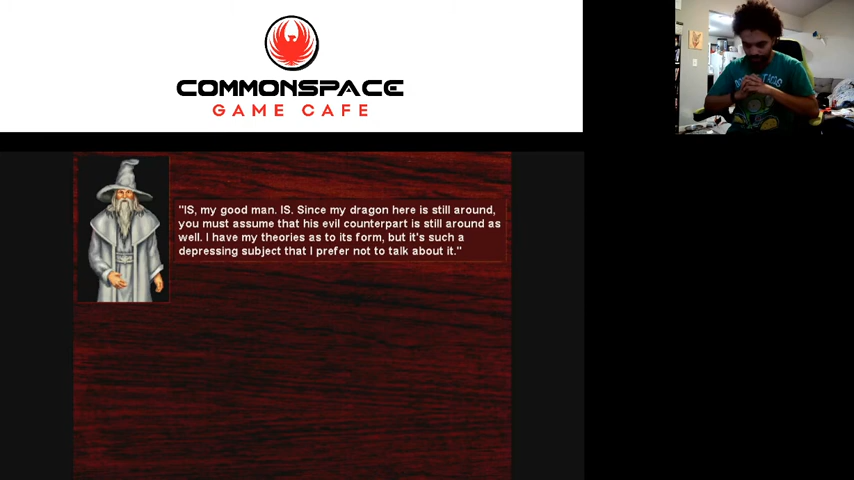 COMMONSPACE
GAME CAFE
"IS, my good man. IS. Since my dragon here is still around,
you must assume that his evil counterpart is still around as
well. I have my theories as to its form, but it's such a
depressing subject that I prefer not to talk about it."